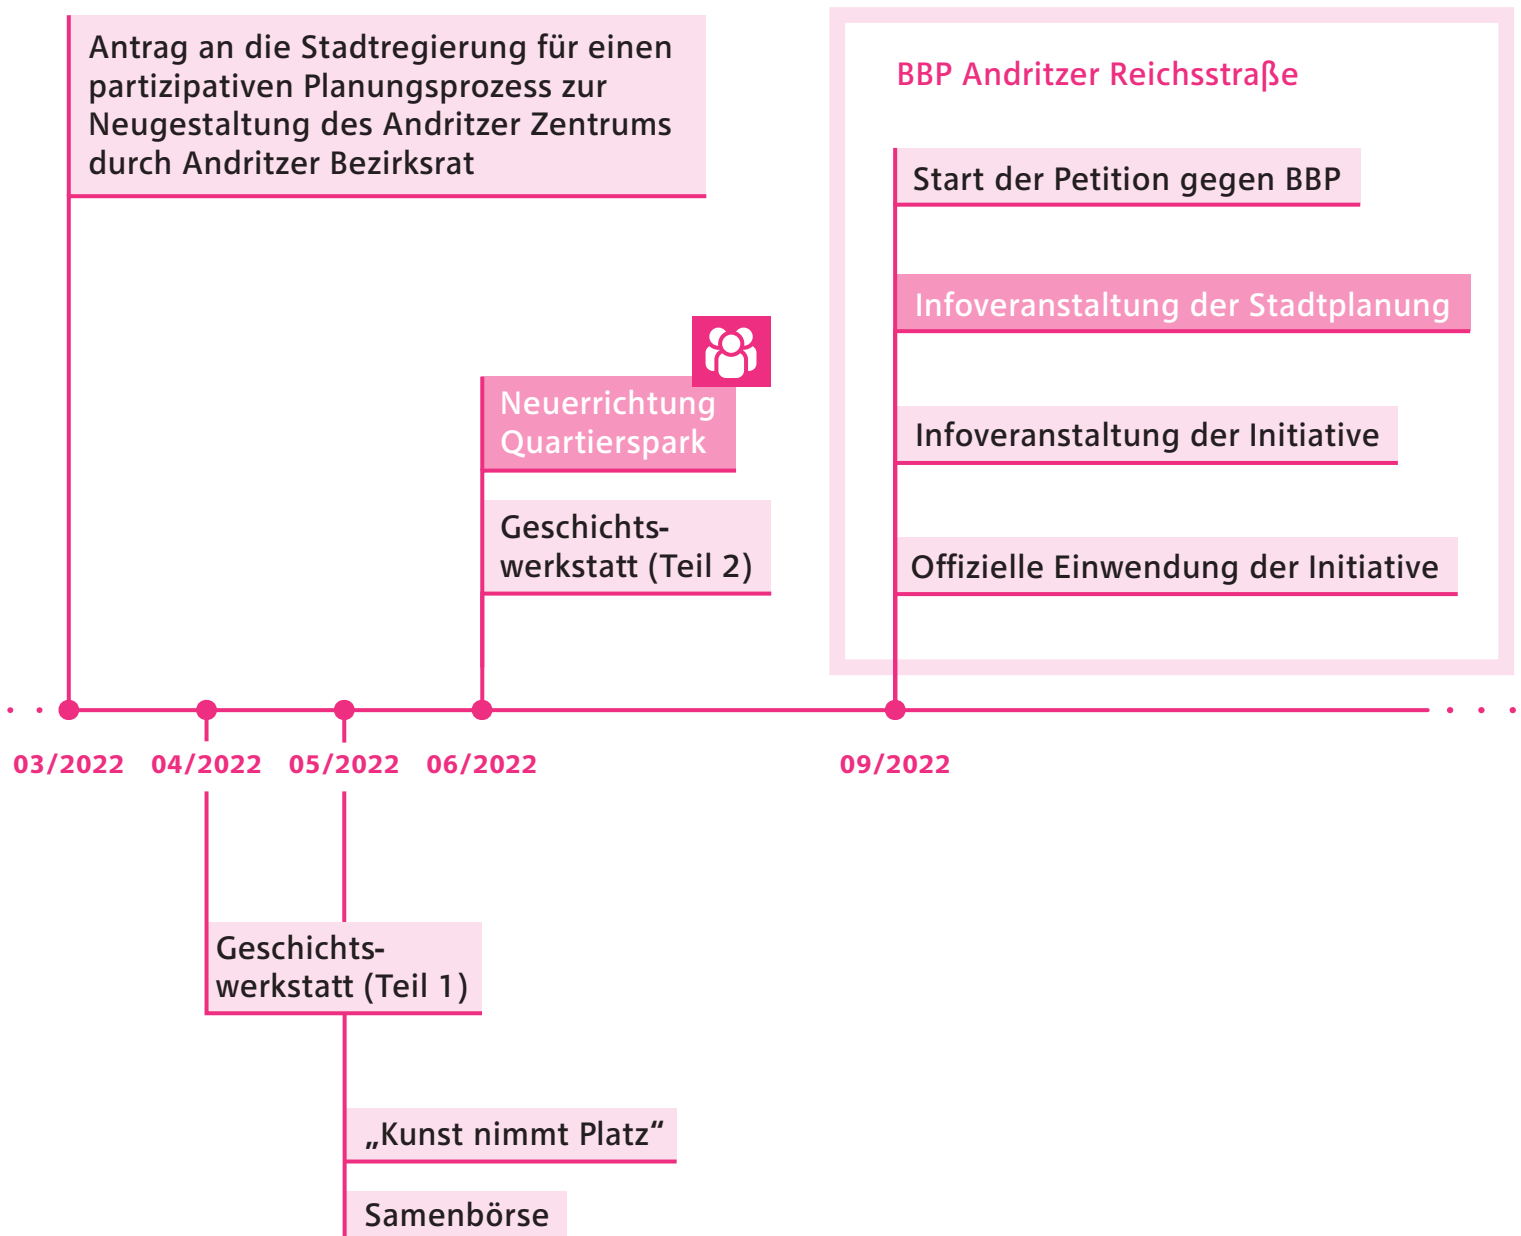 Antrag an die Stadtregierung für einen
partizipativen Planungsprozess zur
Neugestaltung des Andritzer Zentrums
durch Andritzer Bezirksrat
BBP Andritzer Reichsstraße
Start der Petition gegen BBP
Infoveranstaltung der Stadtplanung
Neuerrichtung
Quartierspark
Infoveranstaltung der Initiative
Geschichts-
werkstatt (Teil 2)
Offizielle Einwendung der Initiative
03/2022 04/2022 05/2022 06/2022 09/2022
Geschichts-
werkstatt (Teil 1)
„Kunst nimmt Platz“
Samenbörse